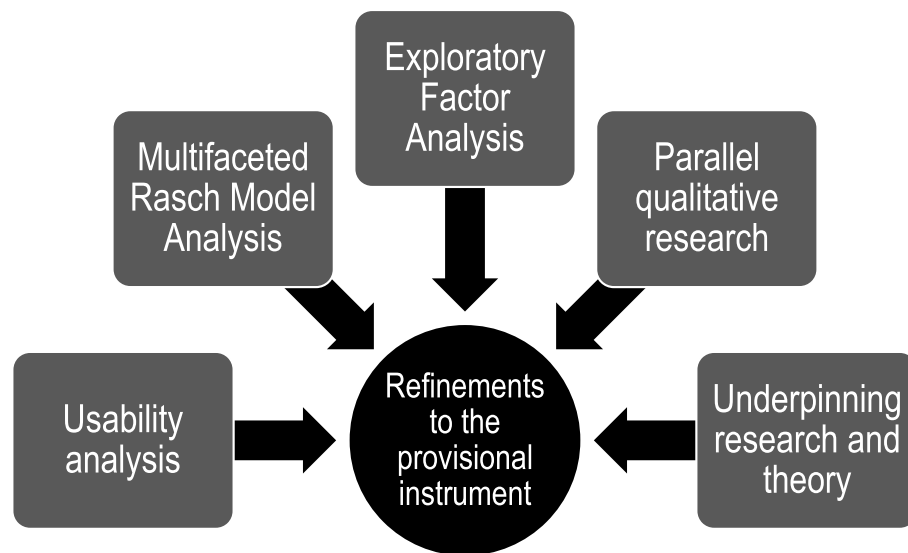 Exploratory
Factor
Analysis
Multifaceted
Rasch Model
Analysis
Parallel
qualitative
research
Usability
analysis
Refinements
to the
provisional
instrument
Underpinning
research and
theory